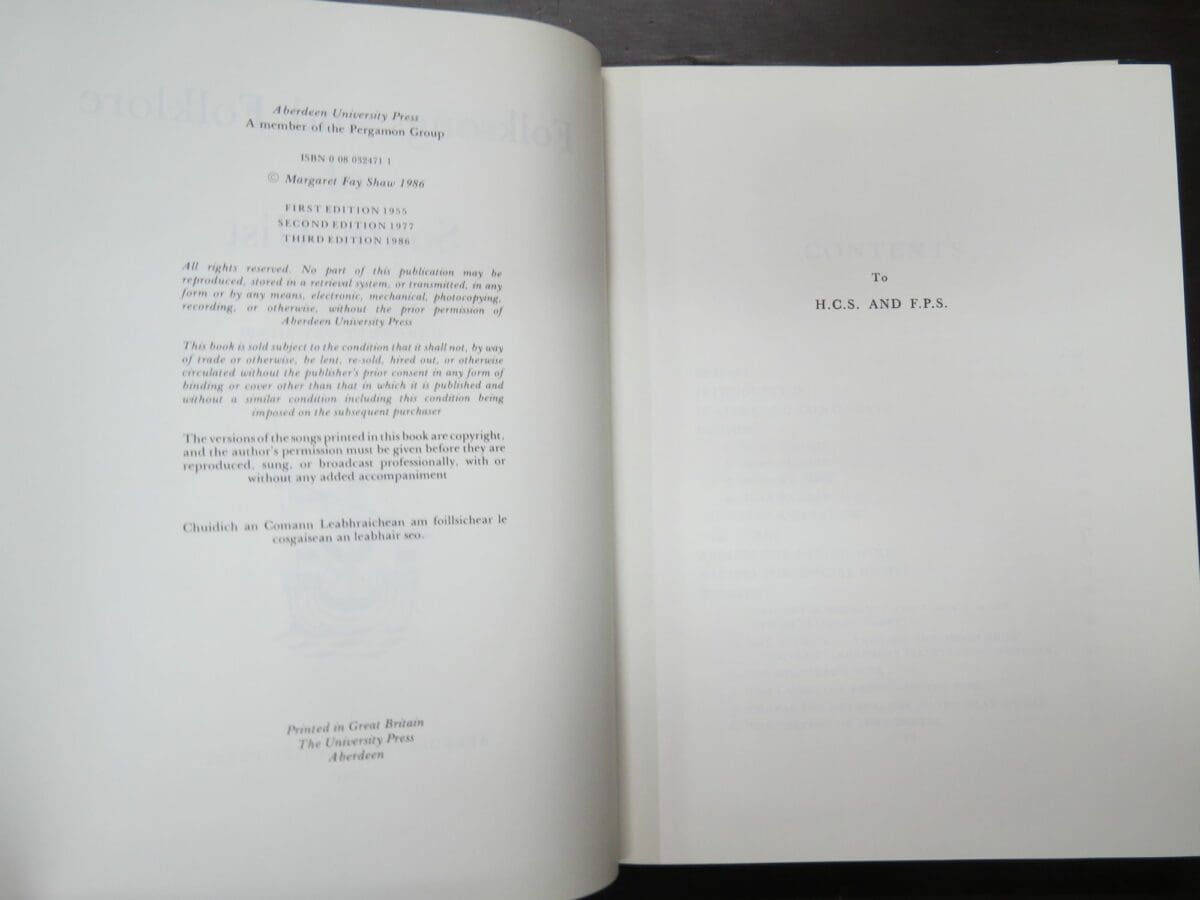 Aberdeen University Press
A member of the Pergamon Group
ISBN 0 08 032471 1
© Margaret Fay Shaw 1986
FIRST EDITION 1955
SECOND EDITION 1977
THIRD EDITION 1986
All rights reserved. No part of this publication may be
reproduced, stored in a retrieval system, or transmitted, in any
form or by any means, electronic, mechanical, photocopying,
recording, or otherwise, without the prior permission of
Aberdeen University Press
This book is sold subject to the condition that it shall not, by way
of trade or otherwise, be lent, re-sold, hired out, or otherwise
circulated without the publisher's prior consent in any form of
binding or cover other than that in which it is published and
without a similar condition including this condition being
imposed on the subsequent purchaser
The versions of the songs printed in this book are copyright,
and the author's permission must be given before they are
reproduced, sung, or broadcast professionally, with or
without any added accompaniment
Chuidich an Comann Leabhraichean am foillsichear le
cosgaisean an leabhair seo.
Printed in Great Britain
The University Press
Aberdeen
CONTENTS
To
H.C.S. AND F.P.S.